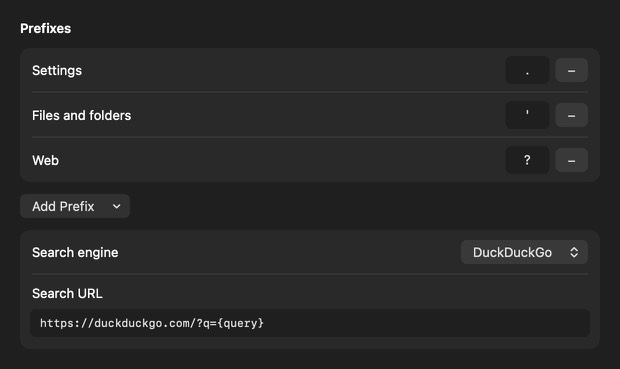 Prefixes
Settings . –
Files and folders ' –
Web ? –
Add Prefix
Search engine DuckDuckGo
Search URL
https://duckduckgo.com/?q={query}